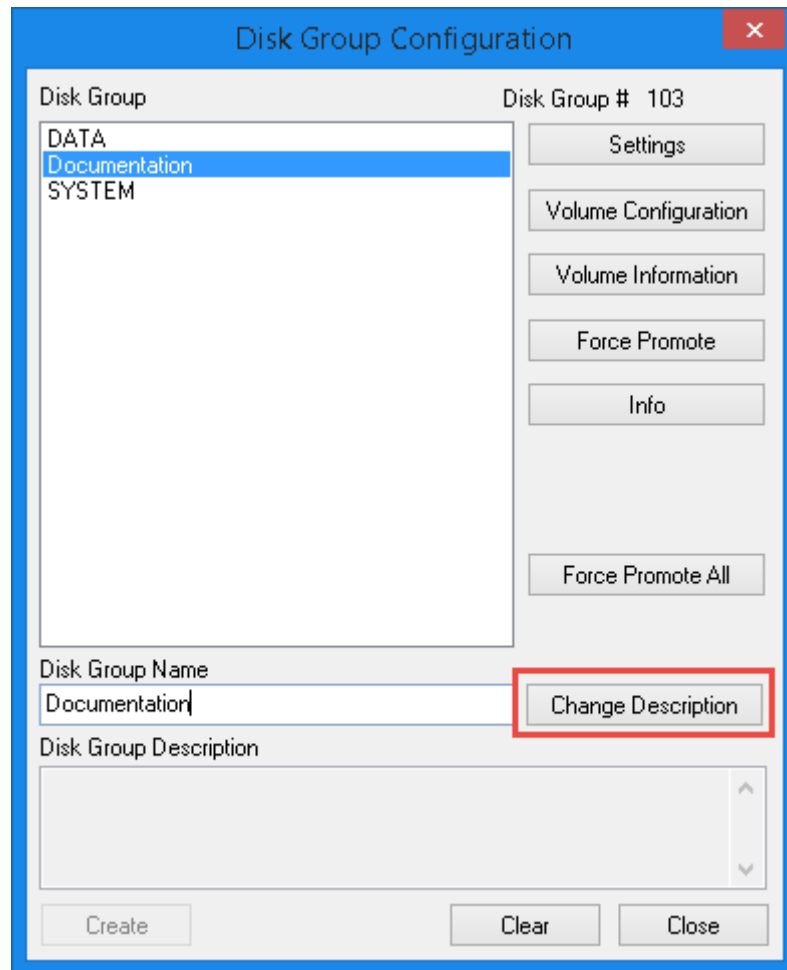 Disk Group Configuration
Disk Group
Disk Group # 103
DATA
Documentation
SYSTEM
Settings
Volume Configuration
Volume Information
Force Promote
Info
Force Promote All
Disk Group Name
Documentation
Change Description
Disk Group Description
Create
Clear
Close